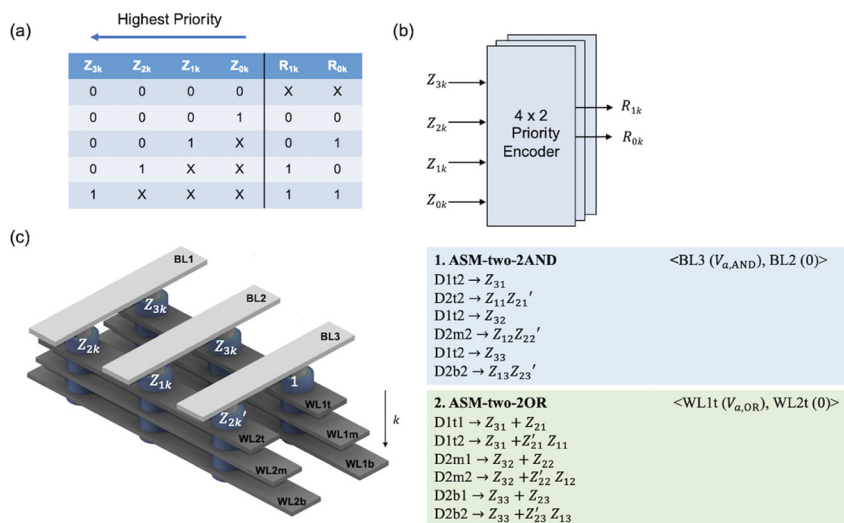 (a)
Highest Priority
Z3k Z2k Z1k Z0k R1k R0k
0 0 0 0 X X
0 0 0 1 0 0
0 0 1 X 0 1
0 1 X X 1 0
1 X X X 1 1
(b)
Z3k
Z2k
Z1k
Z0k
4 x 2
Priority
Encoder
R1k
R0k
(c)
BL1
BL2
BL3
Z3k
Z2k
Z3k
Z1k
1
Z2k′
WL1t
WL1m
WL1b
WL2t
WL2m
WL2b
k
1. ASM-two-2AND <BL3 (Va,AND), BL2 (0)>
D1t2 → Z31
D2t2 → Z11Z21′
D1t2 → Z32
D2m2 → Z12Z22′
D1t2 → Z33
D2b2 → Z13Z23′
2. ASM-two-2OR <WL1t (Va,OR), WL2t (0)>
D1t1 → Z31 + Z21
D1t2 → Z31 +Z′21 Z11
D2m1 → Z32 + Z22
D2m2 → Z32 +Z′22 Z12
D2b1 → Z33 + Z23
D2b2 → Z33 +Z′23 Z13